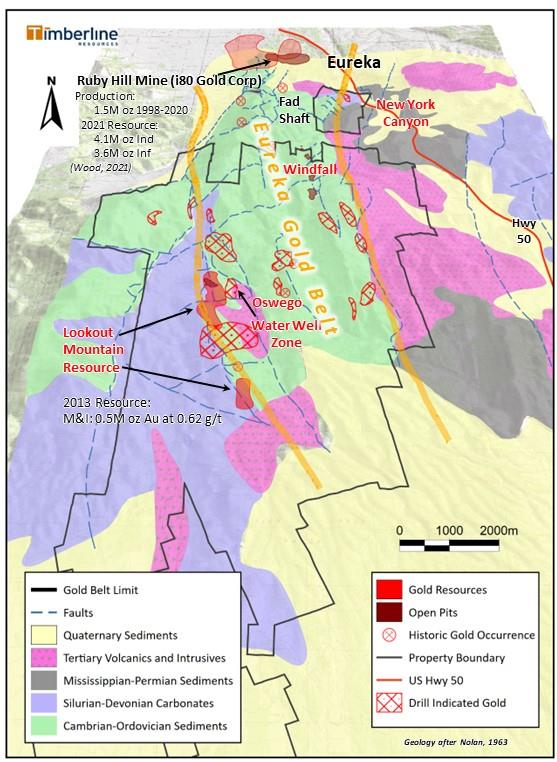 Timberline
RESOURCES
Eureka
N
Ruby Hill Mine (i80 Gold Corp)
Production:
1.5M oz 1998-2020
2021 Resource:
4.1M oz Ind
3.6M oz Inf
(Wood, 2021)
Fad
Shaft
New York
Canyon
Windfall
Eureka Gold Belt
Hwy
50
Oswego
Water Well
Zone
Lookout
Mountain
Resource
2013 Resource:
M&I: 0.5M oz Au at 0.62 g/t
0 1000 2000m
Gold Belt Limit
Faults
Quaternary Sediments
Tertiary Volcanics and Intrusives
Mississippian-Permian Sediments
Silurian-Devonian Carbonates
Cambrian-Ordovician Sediments
Gold Resources
Open Pits
Historic Gold Occurrence
Property Boundary
US Hwy 50
Drill Indicated Gold
Geology after Nolan, 1963